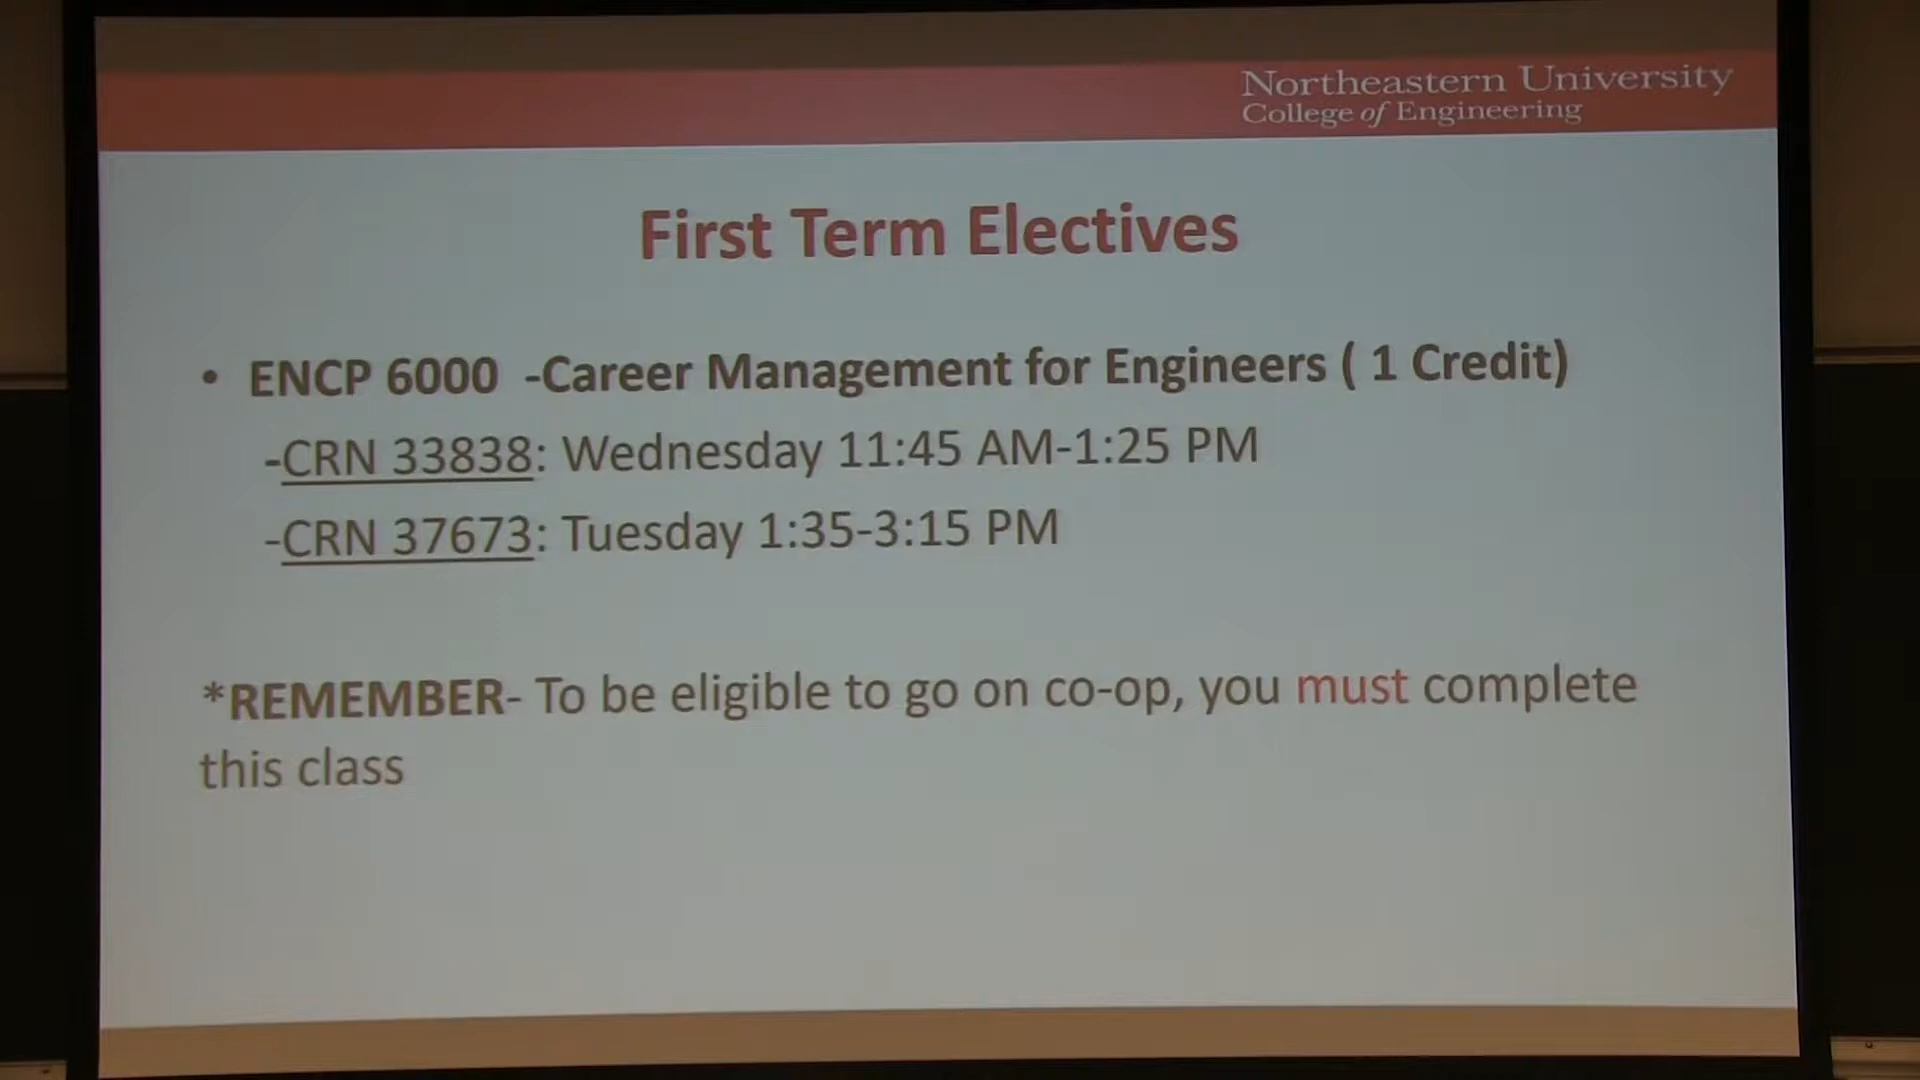 Northeastern University
College of Engineering
First Term Electives
• ENCP 6000 -Career Management for Engineers ( 1 Credit)
-CRN 33838: Wednesday 11:45 AM-1:25 PM
-CRN 37673: Tuesday 1:35-3:15 PM
*REMEMBER- To be eligible to go on co-op, you must complete
this class